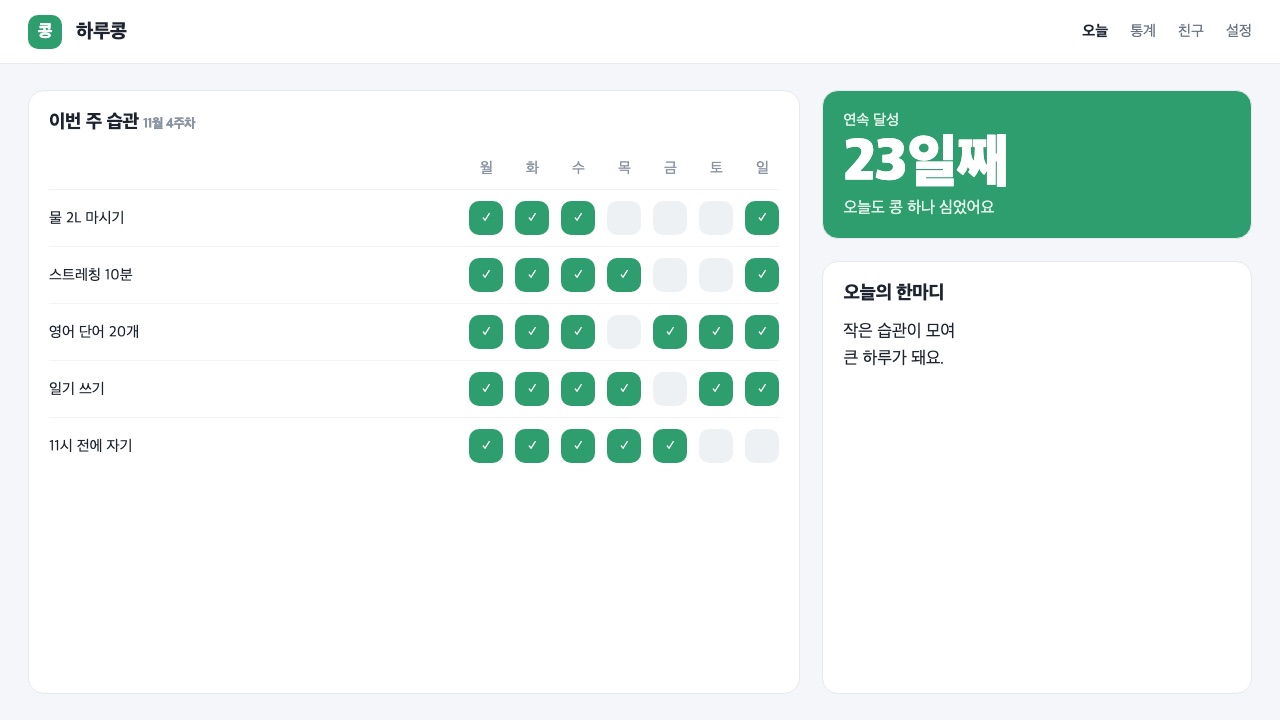 콩 하루콩
오늘 통계 친구 설정
이번 주 습관 11월 4주차
월 화 수 목 금 토 일
물 2L 마시기 ✓ ✓ ✓ ✓
스트레칭 10분 ✓ ✓ ✓ ✓ ✓
영어 단어 20개 ✓ ✓ ✓ ✓ ✓ ✓
일기 쓰기 ✓ ✓ ✓ ✓ ✓ ✓
11시 전에 자기 ✓ ✓ ✓ ✓ ✓
연속 달성
23일째
오늘도 콩 하나 심었어요
오늘의 한마디
작은 습관이 모여
큰 하루가 돼요.